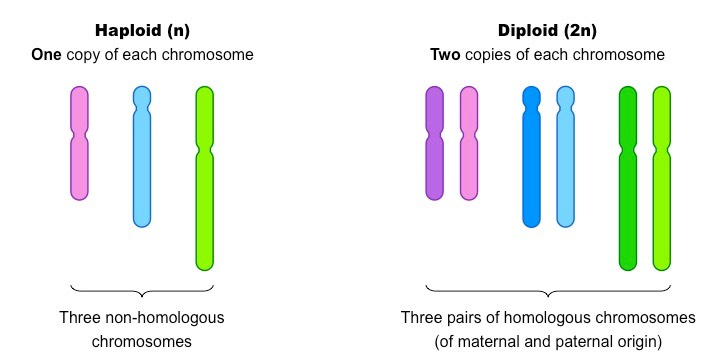 Haploid (n)
One copy of each chromosome
Three non-homologous
chromosomes
Diploid (2n)
Two copies of each chromosome
Three pairs of homologous chromosomes
(of maternal and paternal origin)